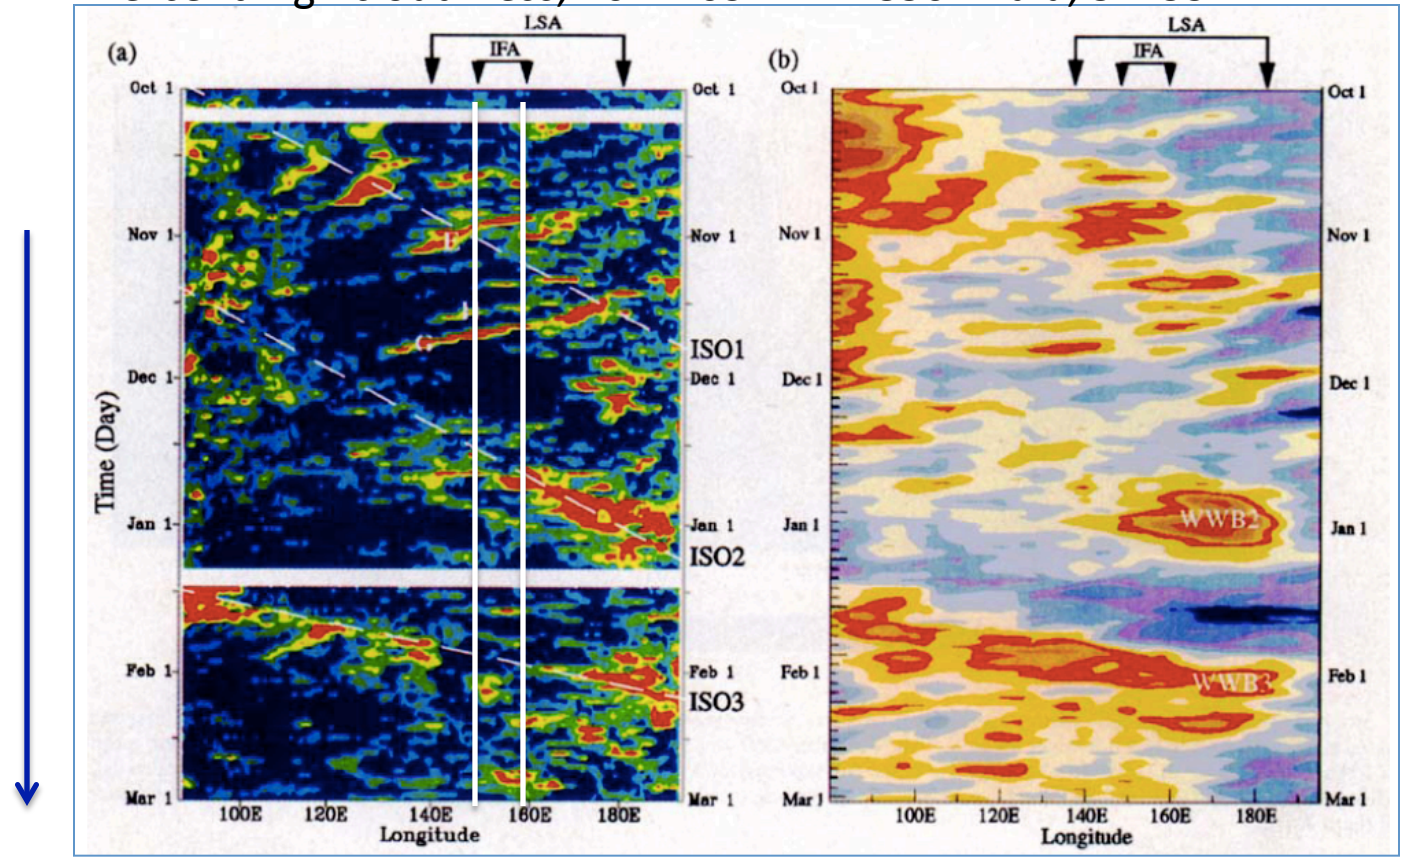 LSA
IFA
(a)
Oct 1
Oct 1
Nov 1
Nov 1
ISO1
Dec 1
Dec 1
Time (Day)
Jan 1
Jan 1
ISO2
Feb 1
Feb 1
ISO3
Mar 1
Mar 1
100E 120E 140E 160E 180E
Longitude
LSA
IFA
(b)
Oct 1
Oct 1
Nov 1
Nov 1
Dec 1
Dec 1
WWB2
Jan 1
Jan 1
Feb 1
Feb 1
WWB3
Mar 1
Mar 1
100E 120E 140E 160E 180E
Longitude